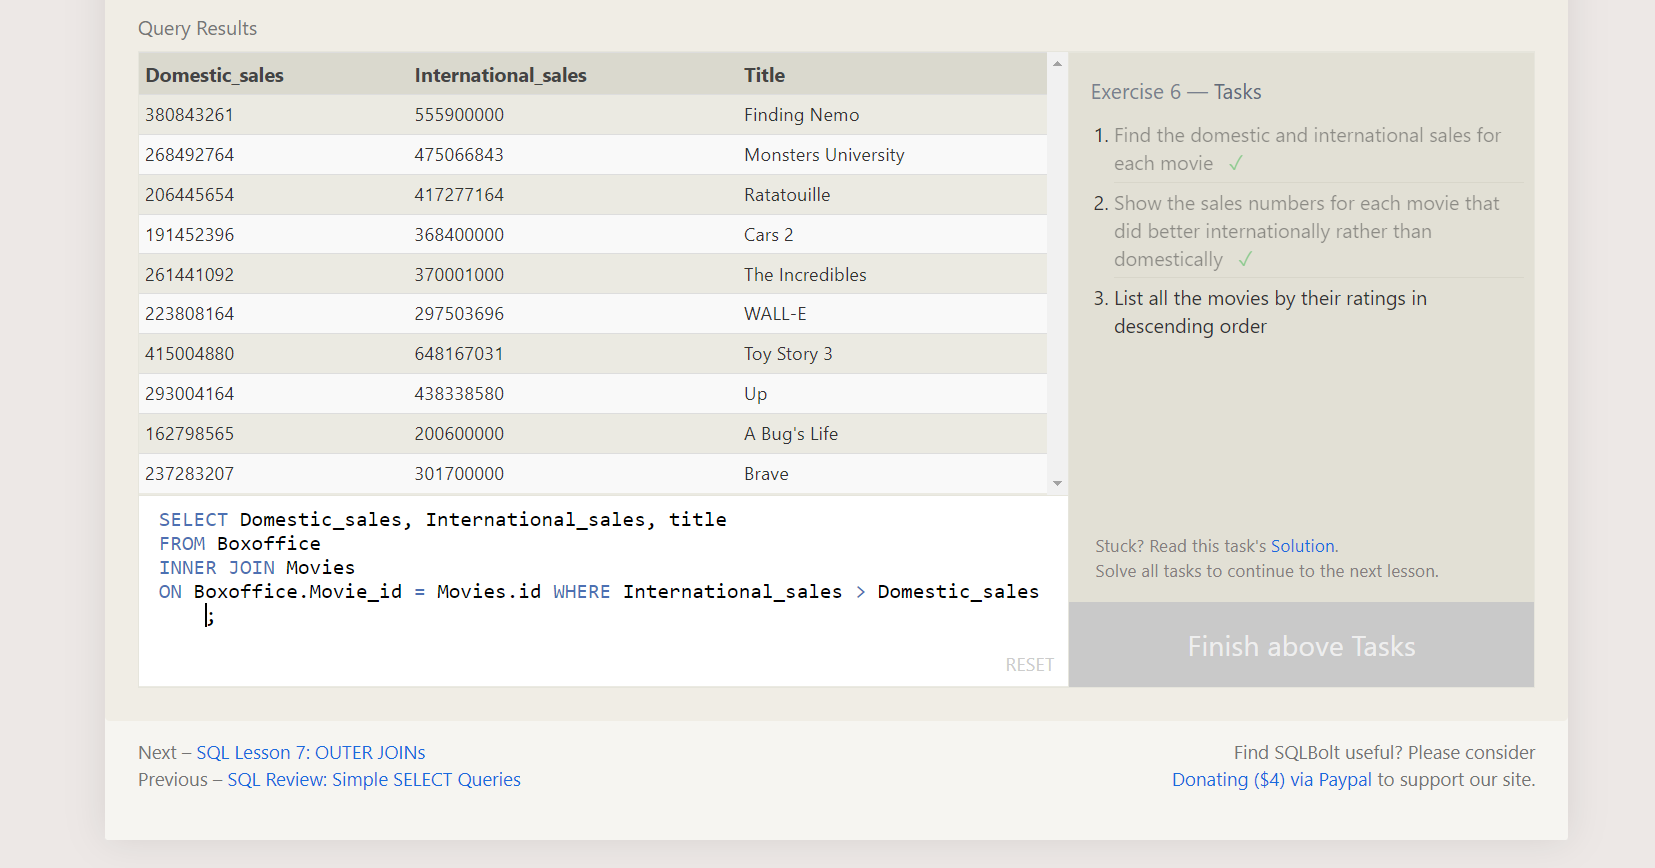 Query Results
Domestic_sales International_sales Title
380843261 555900000 Finding Nemo
268492764 475066843 Monsters University
206445654 417277164 Ratatouille
191452396 368400000 Cars 2
261441092 370001000 The Incredibles
223808164 297503696 WALL-E
415004880 648167031 Toy Story 3
293004164 438338580 Up
162798565 200600000 A Bug's Life
237283207 301700000 Brave
SELECT Domestic_sales, International_sales, title
FROM Boxoffice
INNER JOIN Movies
ON Boxoffice.Movie_id = Movies.id WHERE International_sales > Domestic_sales
;
RESET
Exercise 6 — Tasks
1. Find the domestic and international sales for
each movie ✓
2. Show the sales numbers for each movie that
did better internationally rather than
domestically ✓
3. List all the movies by their ratings in
descending order
Stuck? Read this task's Solution.
Solve all tasks to continue to the next lesson.
Finish above Tasks
Next – SQL Lesson 7: OUTER JOINs
Previous – SQL Review: Simple SELECT Queries
Find SQLBolt useful? Please consider
Donating ($4) via Paypal to support our site.